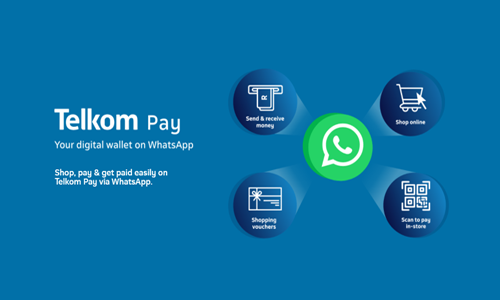 Telkom Pay
Your digital wallet on WhatsApp
Shop, pay & get paid easily on
Telkom Pay via WhatsApp.
R
Send & receive
money
Shop online
Shopping
vouchers
Scan to pay
in-store